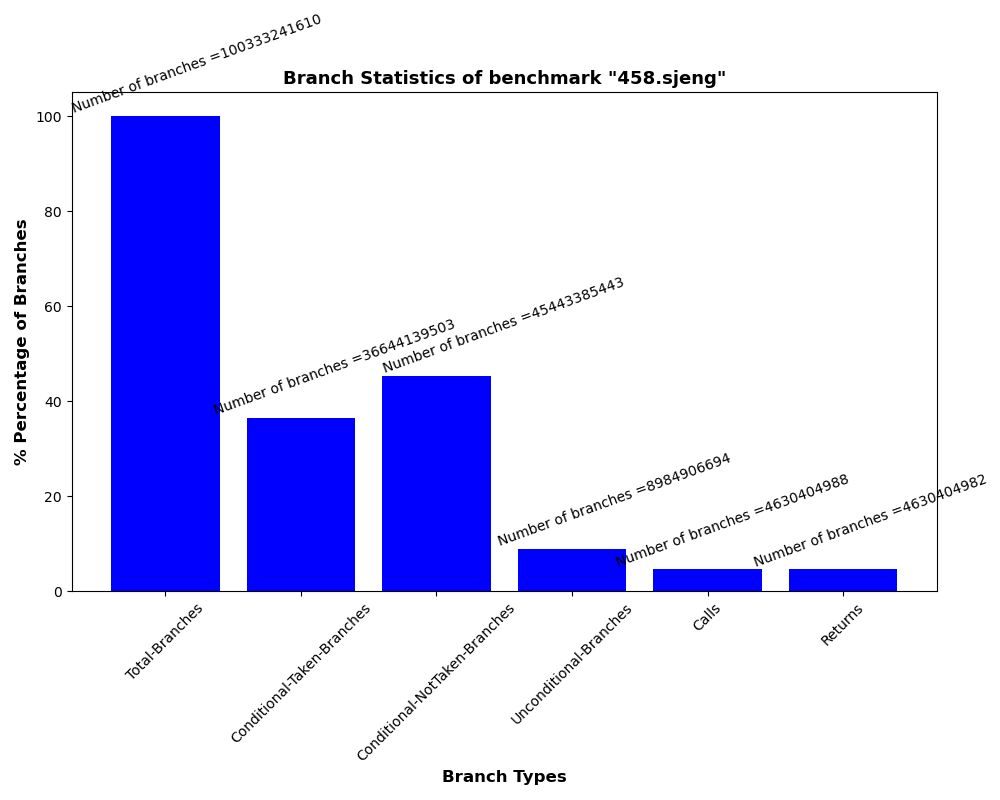 Branch Statistics of benchmark "458.sjeng"
% Percentage of Branches
100
80
60
40
20
0
Number of branches =100333241610
Number of branches =36644139503
Number of branches =45443385443
Number of branches =8984906694
Number of branches =4630404988
Number of branches =4630404982
Total-Branches
Conditional-Taken-Branches
Conditional-NotTaken-Branches
Unconditional-Branches
Calls
Returns
Branch Types